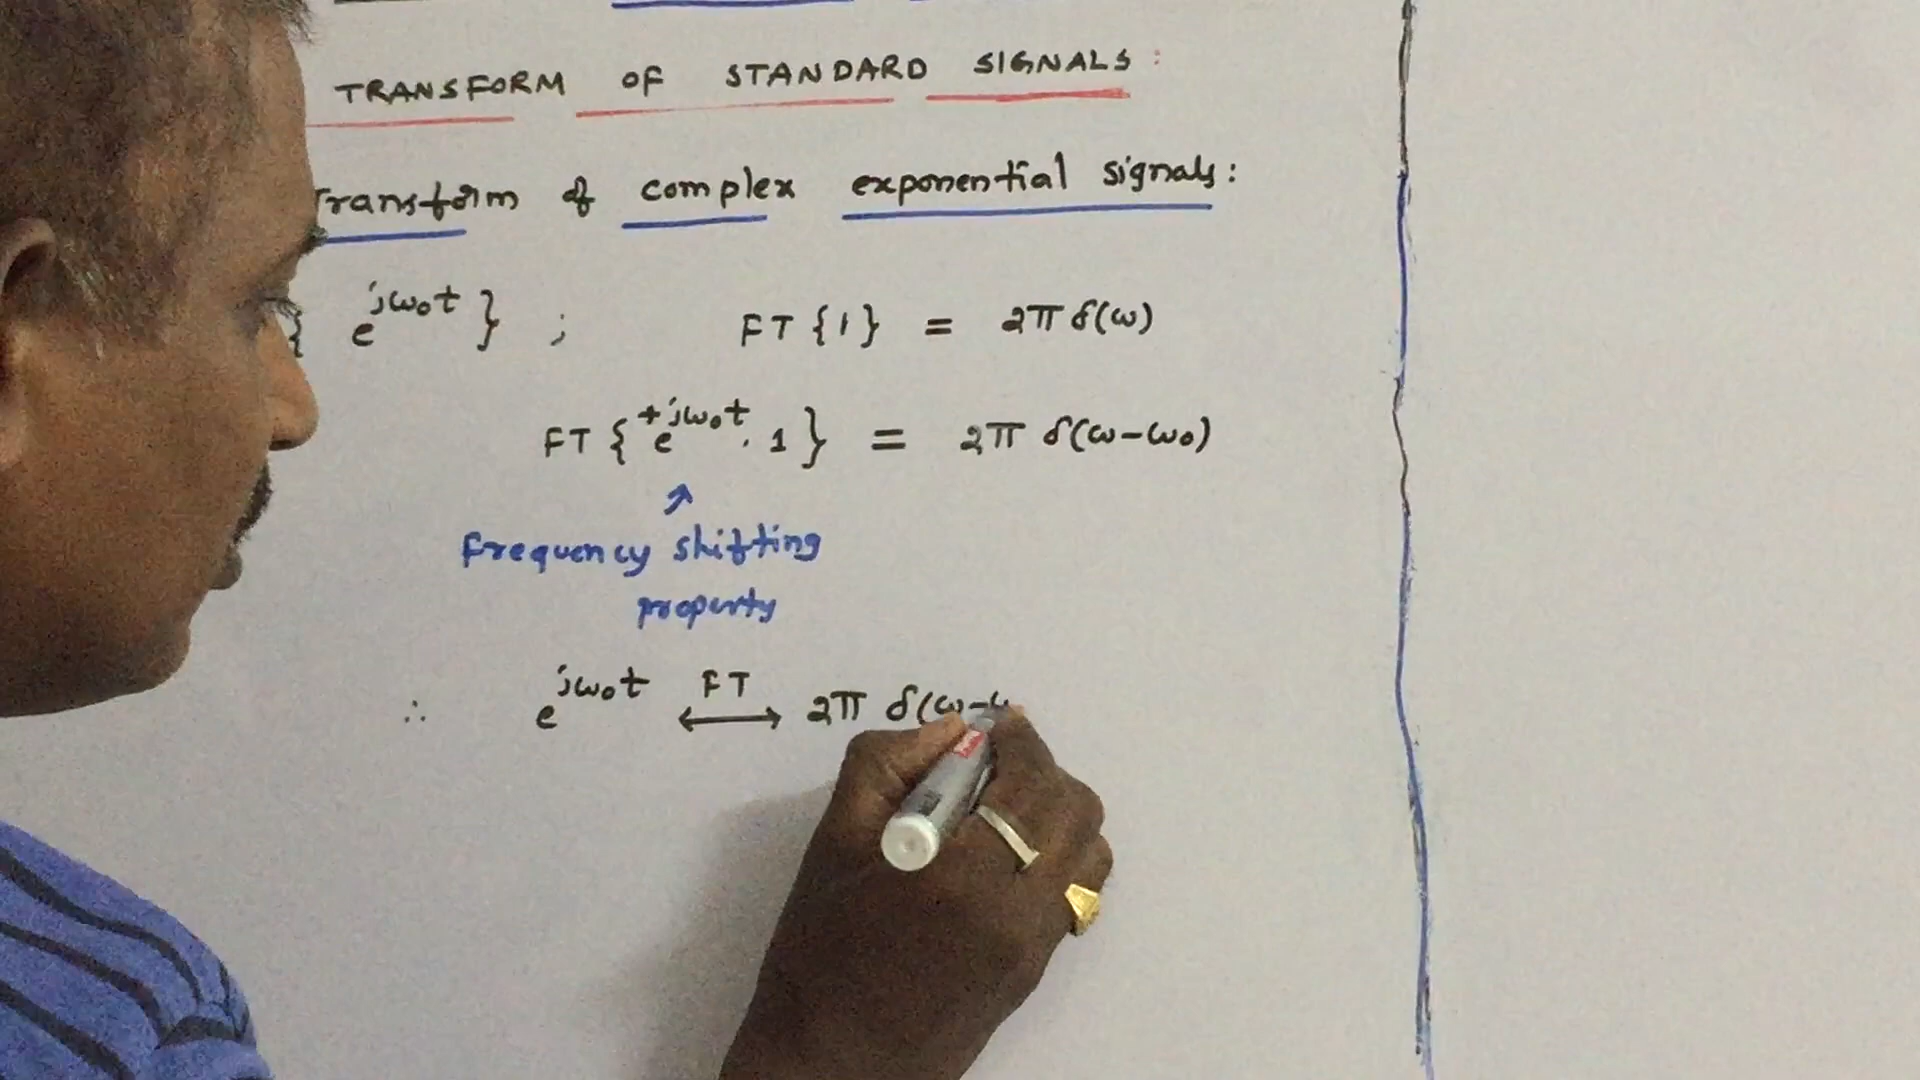 TRANSFORM OF STANDARD SIGNALS:
Transform of complex exponential signals:
{ e^{jω₀t} } ; FT {1} = 2π δ(ω)
FT { e^{+jω₀t} . 1 } = 2π δ(ω-ω₀)
↗
Frequency shifting
property
∴ e^{jω₀t} FT ⟷ 2π δ(ω-